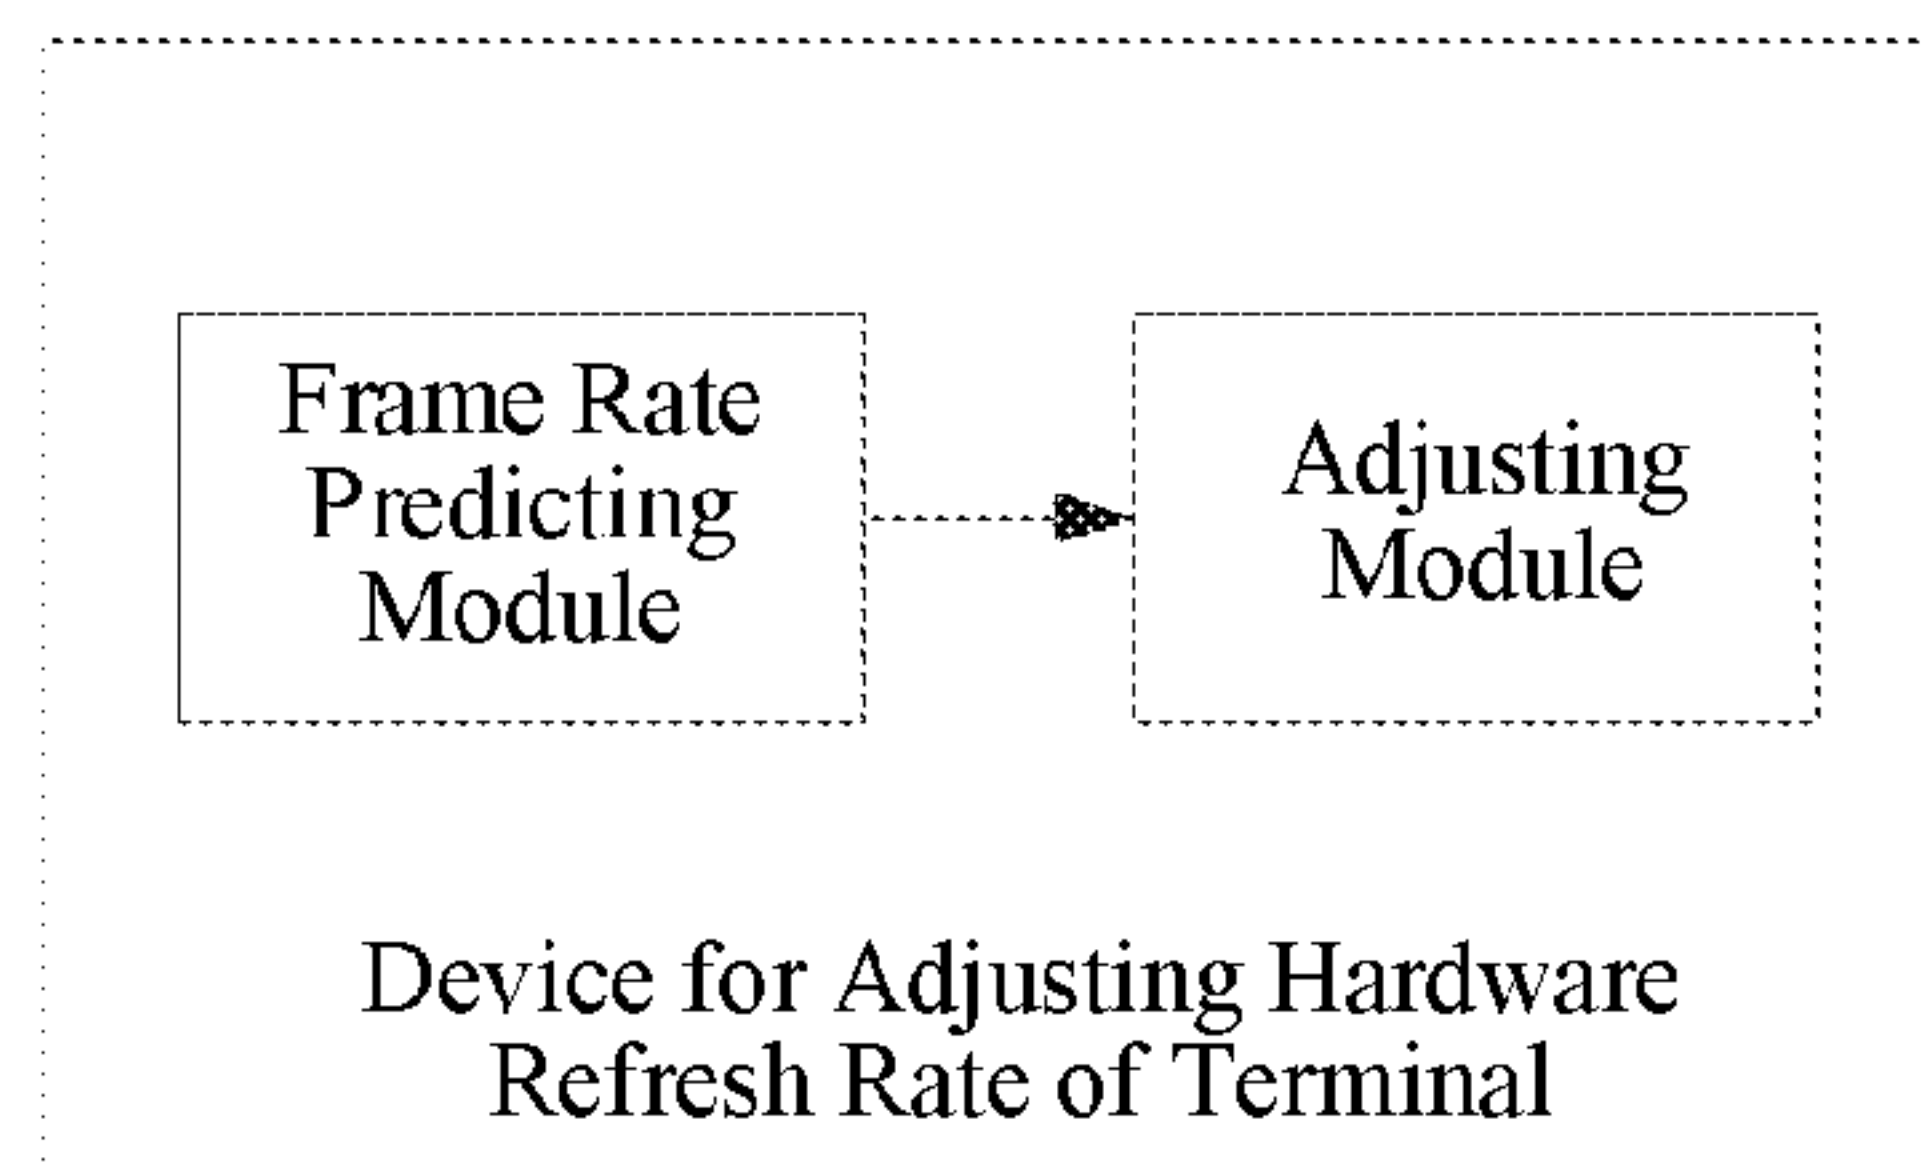 Frame Rate
Predicting
Module
Adjusting
Module
Device for Adjusting Hardware
Refresh Rate of Terminal